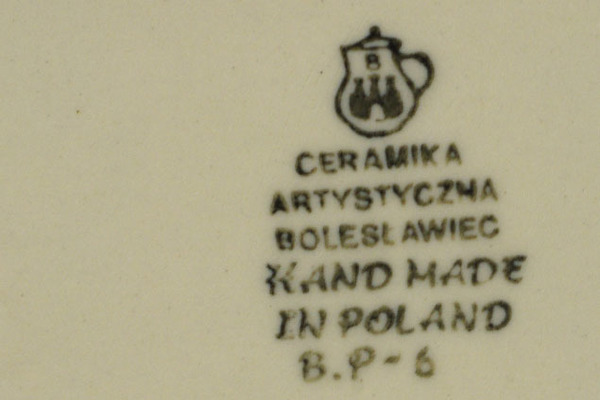 B
CERAMIKA
ARTYSTYCZNA
BOLESŁAWIEC
HAND MADE
IN POLAND
B.P-6